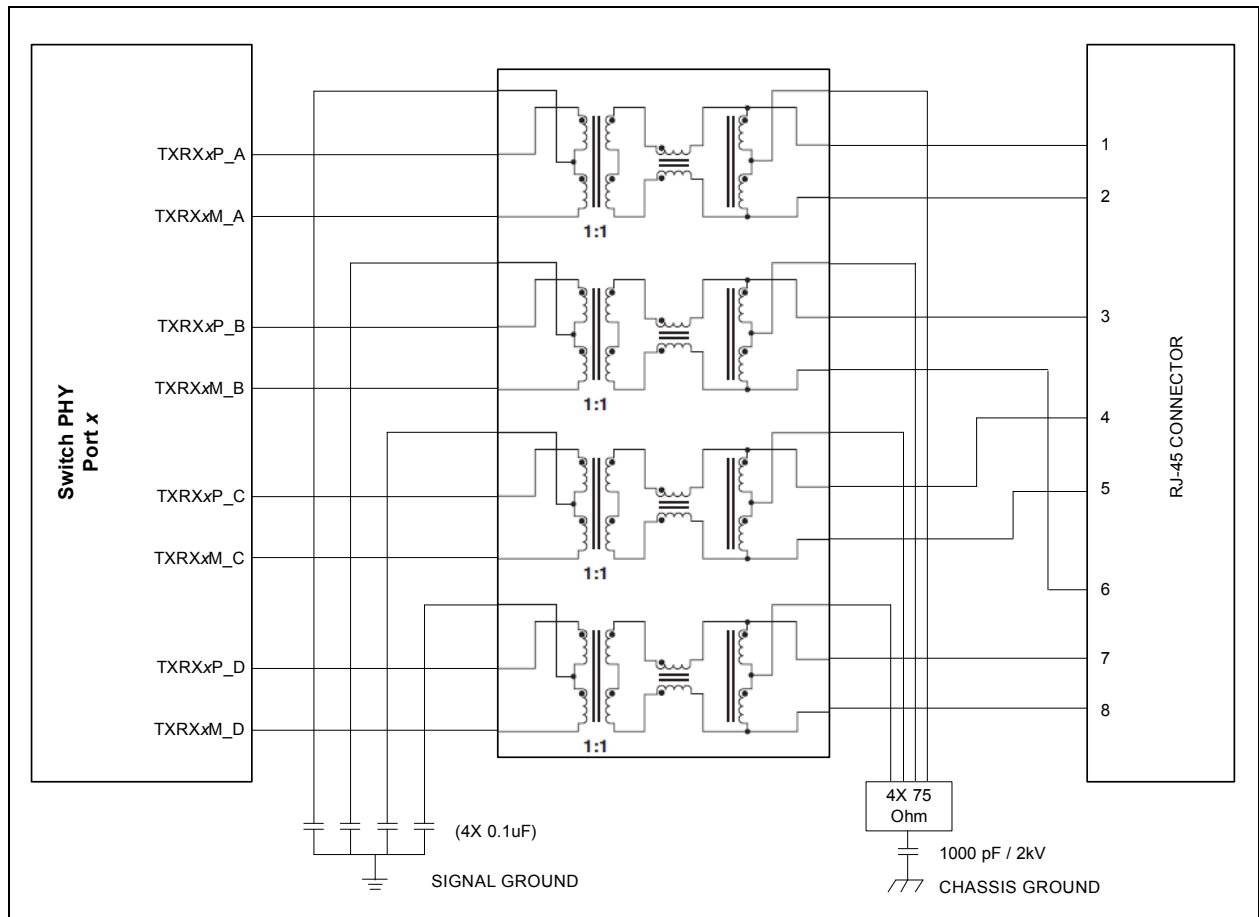 Switch PHY
Port x
TXRXxP_A
TXRXxM_A
1:1
TXRXxP_B
TXRXxM_B
1:1
TXRXxP_C
TXRXxM_C
1:1
TXRXxP_D
TXRXxM_D
1:1
1
2
3
4
5
6
7
8
RJ-45 CONNECTOR
(4X 0.1uF)
SIGNAL GROUND
4X 75
Ohm
1000 pF / 2kV
CHASSIS GROUND